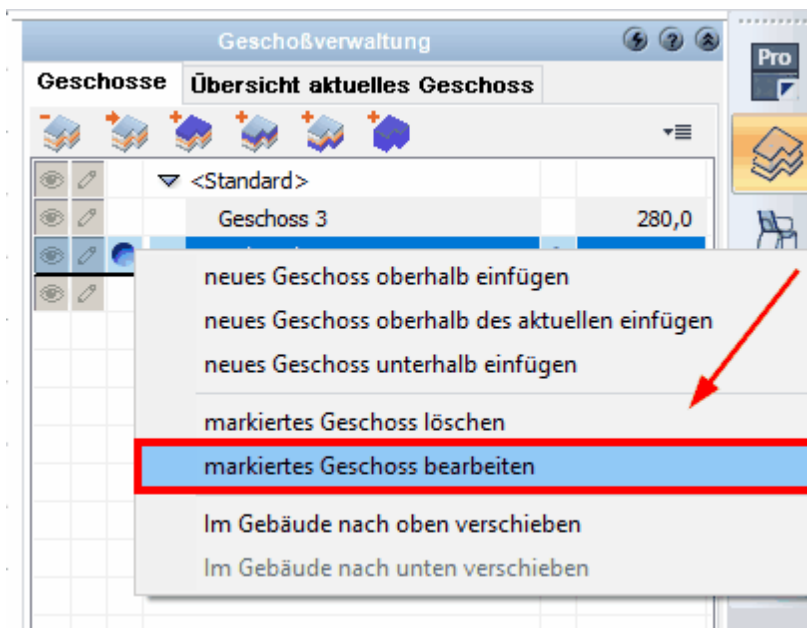 Geschoßverwaltung
Pro
Geschosse Übersicht aktuelles Geschoss
<Standard>
Geschoss 3 280,0
neues Geschoss oberhalb einfügen
neues Geschoss oberhalb des aktuellen einfügen
neues Geschoss unterhalb einfügen
markiertes Geschoss löschen
markiertes Geschoss bearbeiten
Im Gebäude nach oben verschieben
Im Gebäude nach unten verschieben